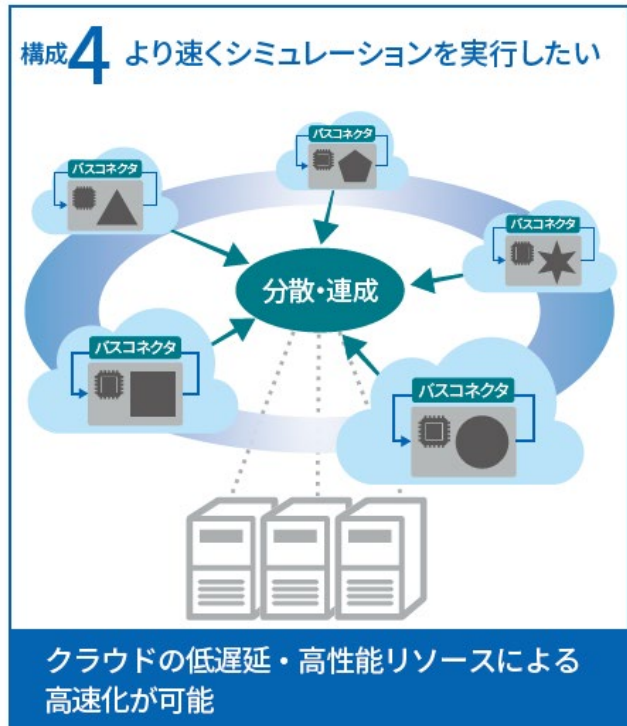 構成4 より速くシミュレーションを実行したい
バスコネクタ
バスコネクタ
バスコネクタ
分散・連成
バスコネクタ
バスコネクタ
クラウドの低遅延・高性能リソースによる
高速化が可能